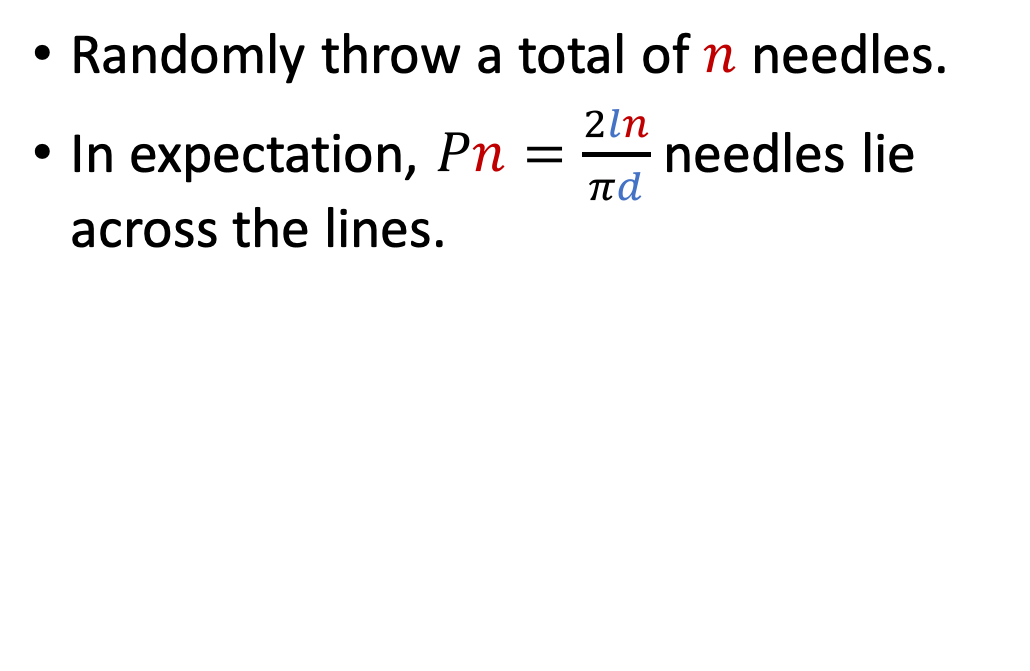 • Randomly throw a total of n needles.
• In expectation, Pn = 2ln/πd needles lie
across the lines.